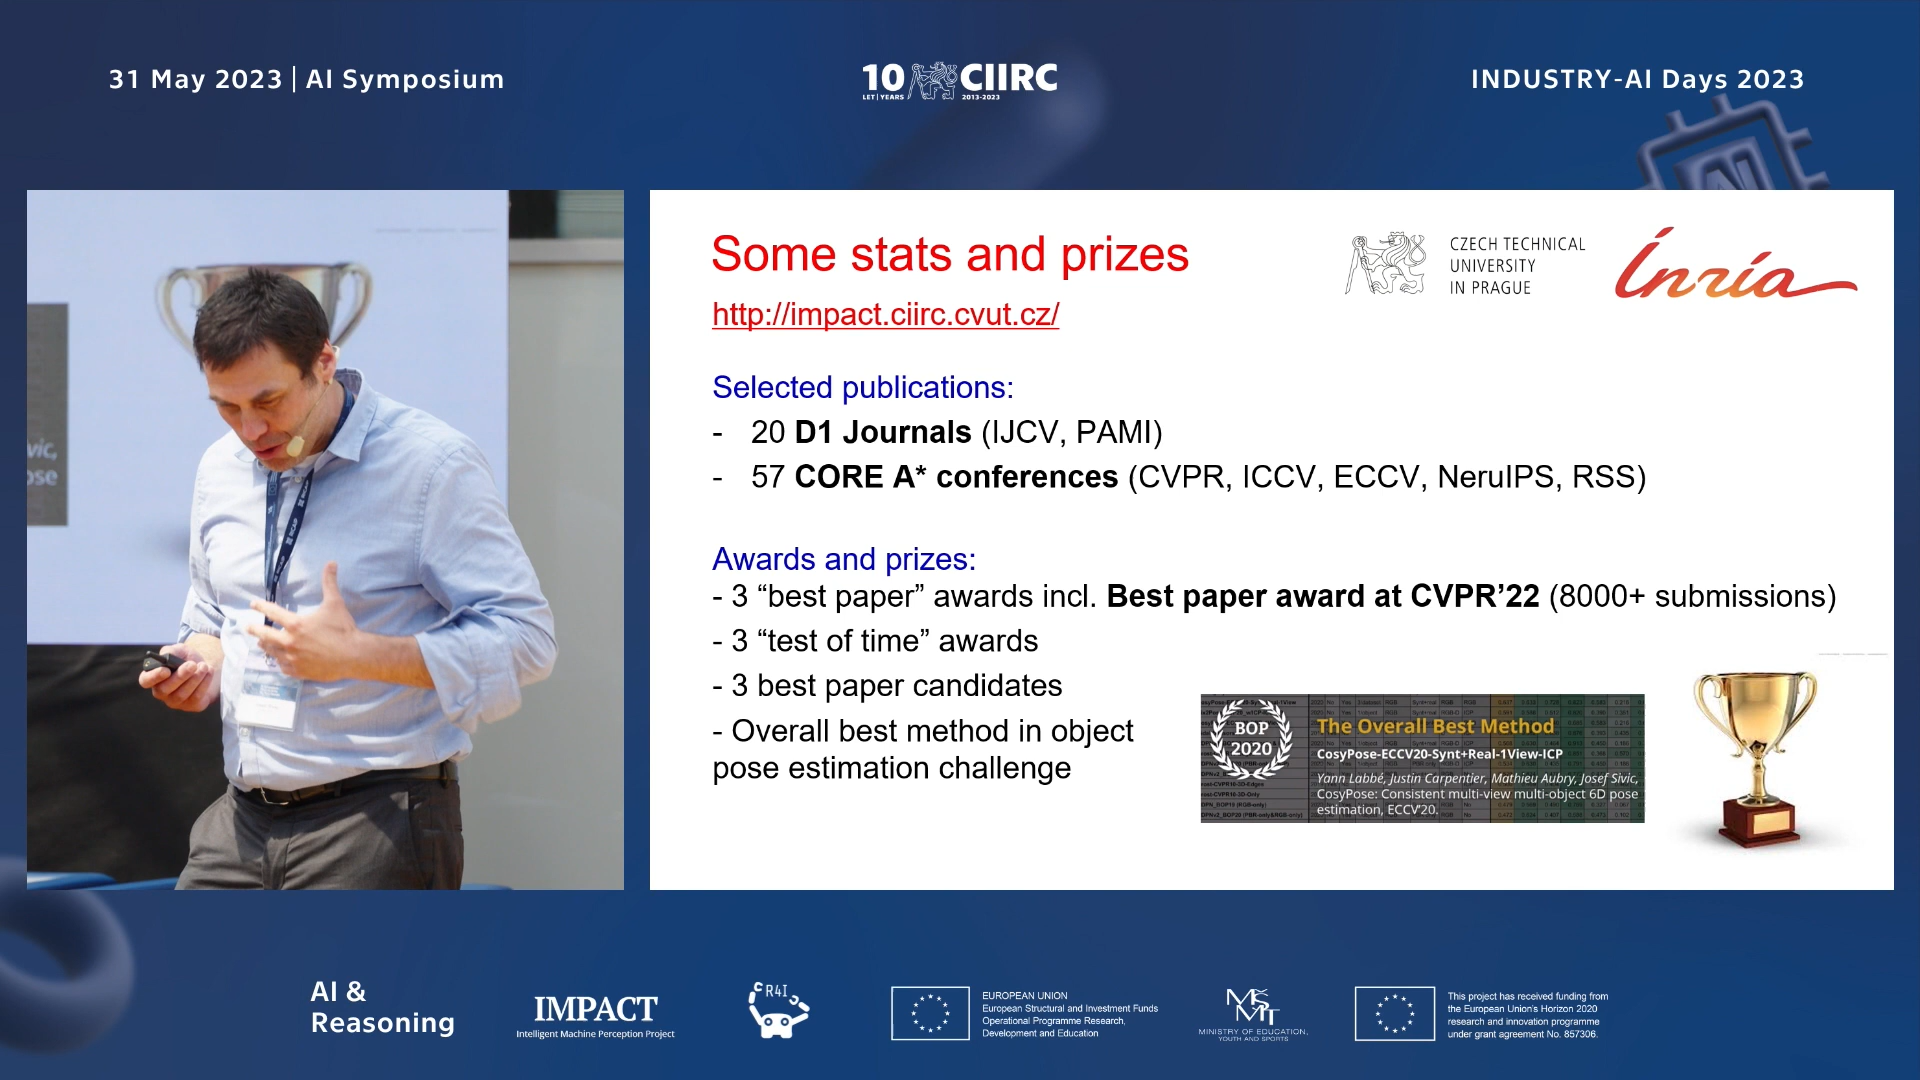 31 May 2023 | AI Symposium
10 CIIRC
LET | YEARS 2013-2023
INDUSTRY-AI Days 2023
vic,
ose
Some stats and prizes
http://impact.ciirc.cvut.cz/
CZECH TECHNICAL
UNIVERSITY
IN PRAGUE
Inria
Selected publications:
- 20 D1 Journals (IJCV, PAMI)
- 57 CORE A* conferences (CVPR, ICCV, ECCV, NeruIPS, RSS)
Awards and prizes:
- 3 “best paper” awards incl. Best paper award at CVPR’22 (8000+ submissions)
- 3 “test of time” awards
- 3 best paper candidates
- Overall best method in object
pose estimation challenge
BOP
2020
The Overall Best Method
CosyPose-ECCV20-Synt+Real-1View-ICP
Yann Labbé, Justin Carpentier, Mathieu Aubry, Josef Sivic,
CosyPose: Consistent multi-view multi-object 6D pose
estimation, ECCV'20.
AI &
Reasoning
IMPACT
Intelligent Machine Perception Project
R4I
EUROPEAN UNION
European Structural and Investment Funds
Operational Programme Research,
Development and Education
MŠMT
MINISTRY OF EDUCATION,
YOUTH AND SPORTS
This project has received funding from
the European Union's Horizon 2020
research and innovation programme
under grant agreement No. 857306.